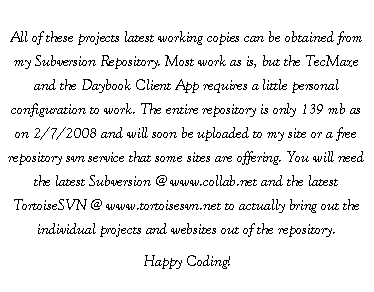 All of these projects latest working copies can be obtained from
my Subversion Repository. Most work as is, but the TecMaze
and the Daybook Client App requires a little personal
configuration to work. The entire repository is only 139 mb as
on 2/7/2008 and will soon be uploaded to my site or a free
repository svn service that some sites are offering. You will need
the latest Subversion @ www.collab.net and the latest
TortoiseSVN @ www.tortoisesvn.net to actually bring out the
individual projects and websites out of the repository.
Happy Coding!